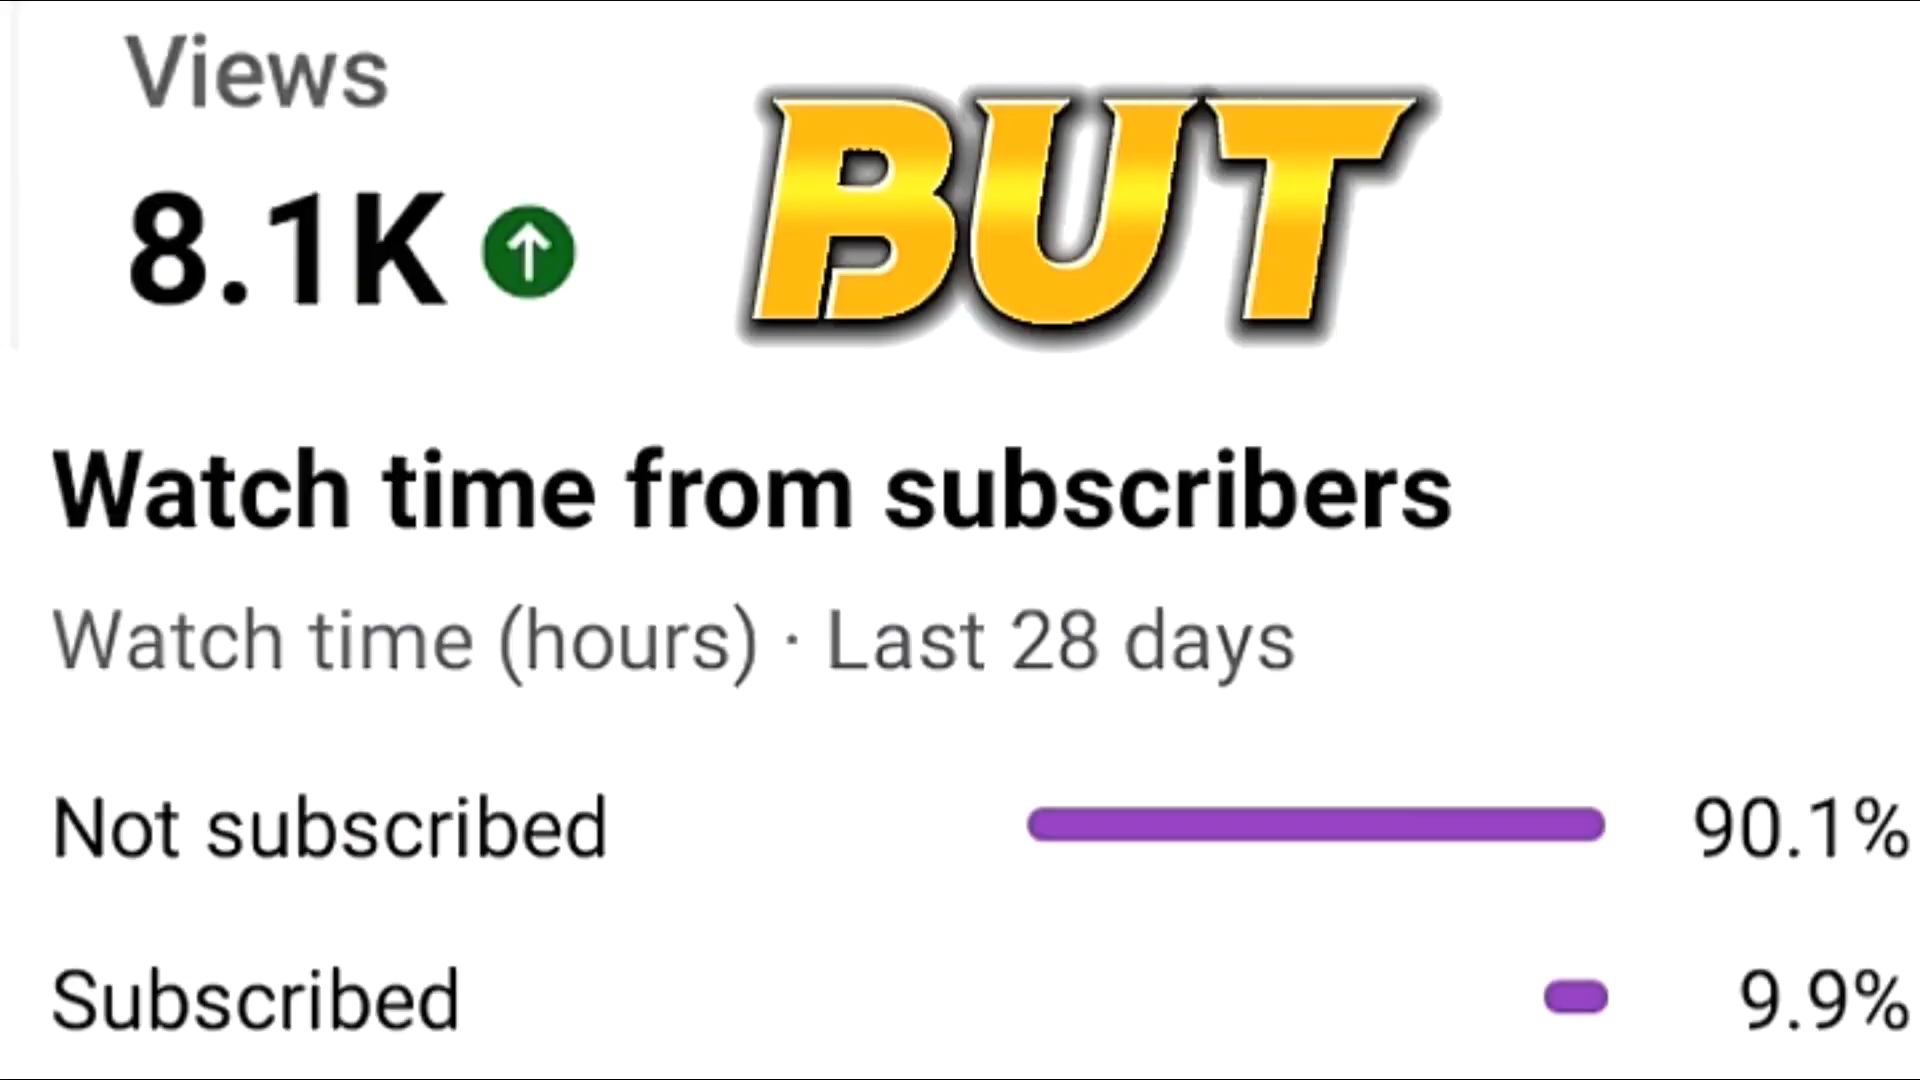 Views
8.1K
BUT
Watch time from subscribers
Watch time (hours) · Last 28 days
Not subscribed 90.1%
Subscribed 9.9%